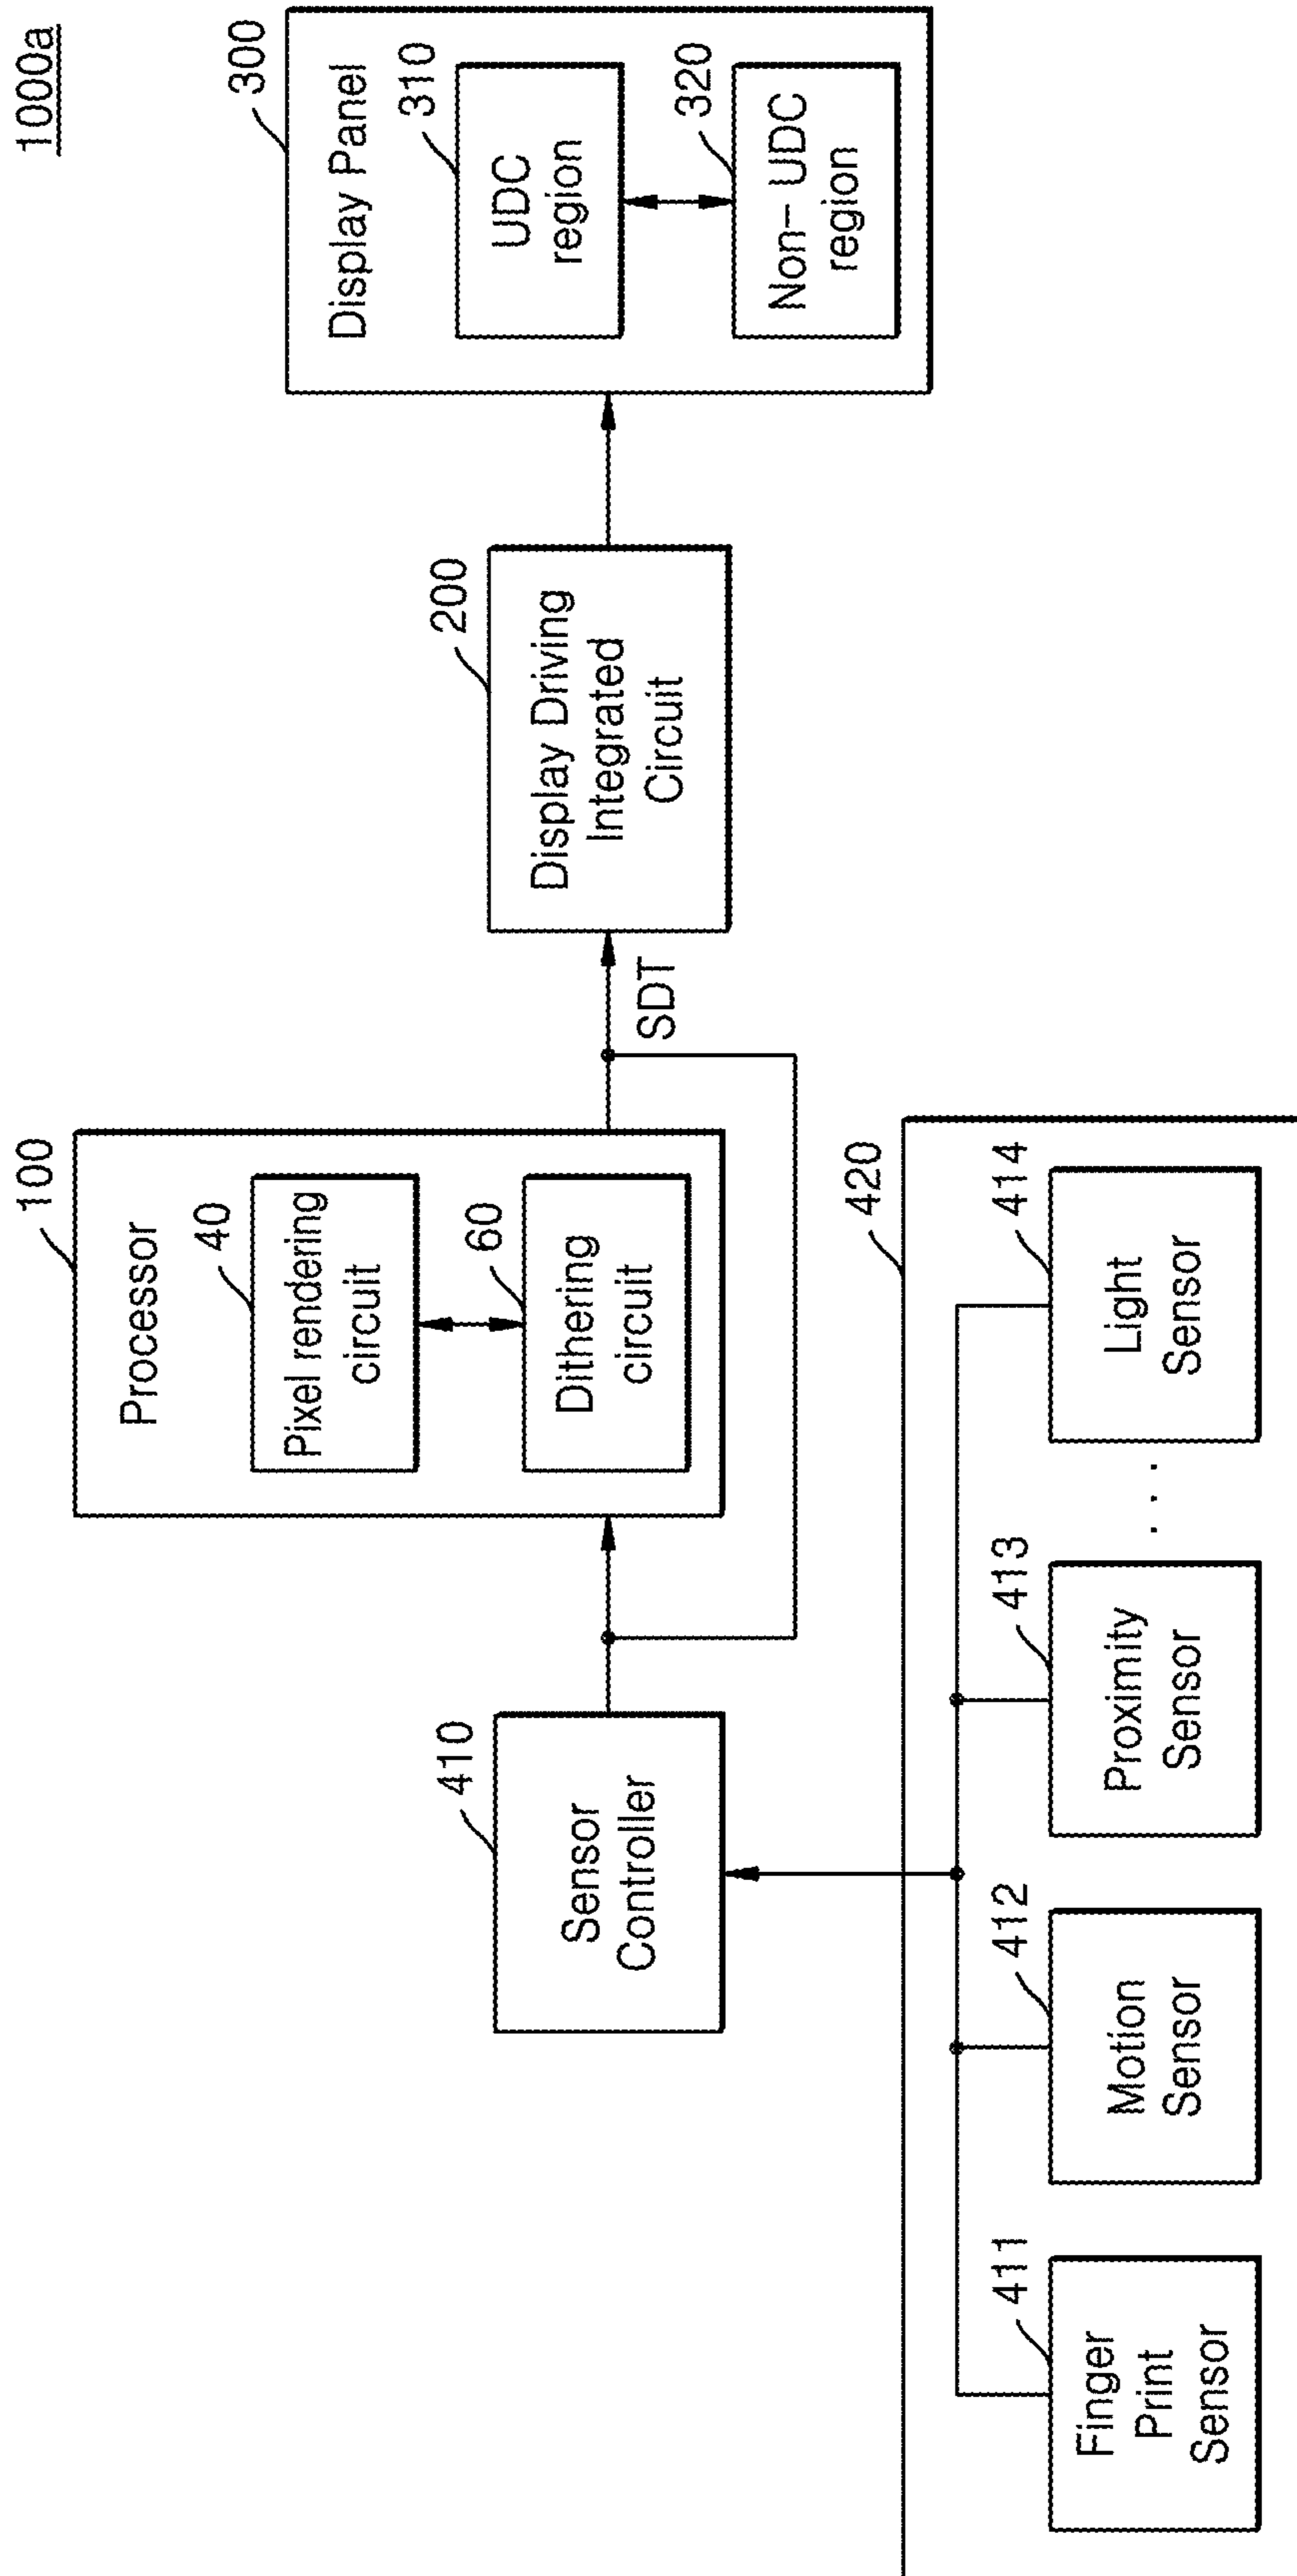 1000a
100
Processor
40
Pixel rendering
circuit
60
Dithering
circuit
300
Display Panel
310
UDC
region
320
Non-UDC
region
200
Display Driving
Integrated
Circuit
SDT
410
Sensor
Controller
420
411
Finger
Print
Sensor
412
Motion
Sensor
413
Proximity
Sensor
. . .
414
Light
Sensor